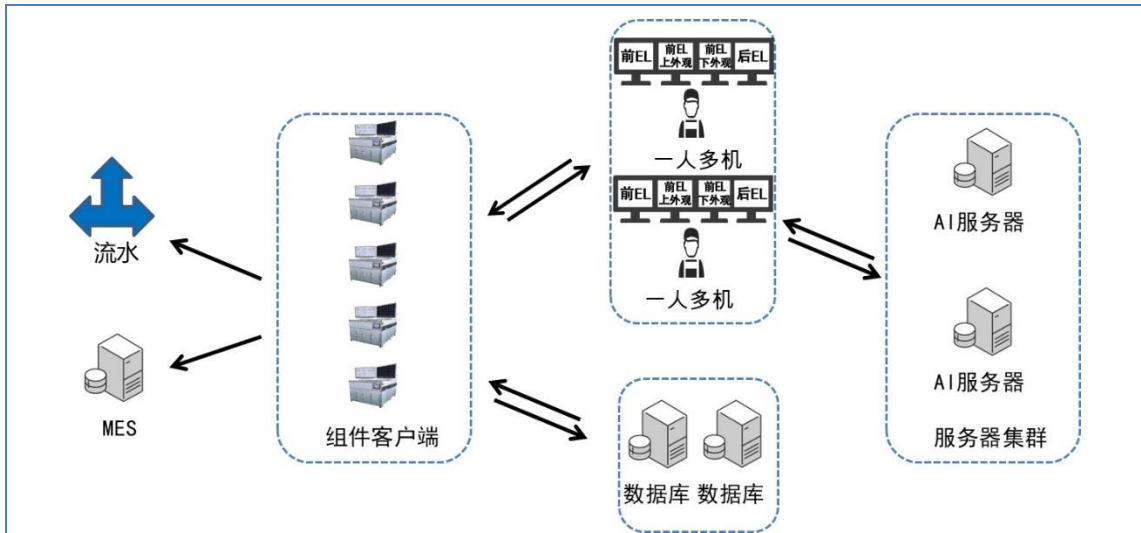 前EL
前EL
上外观
前EL
下外观
后EL
一人多机
前EL
前EL
上外观
前EL
下外观
后EL
一人多机
流水
MES
组件客户端
数据库
数据库
AI服务器
AI服务器
服务器集群